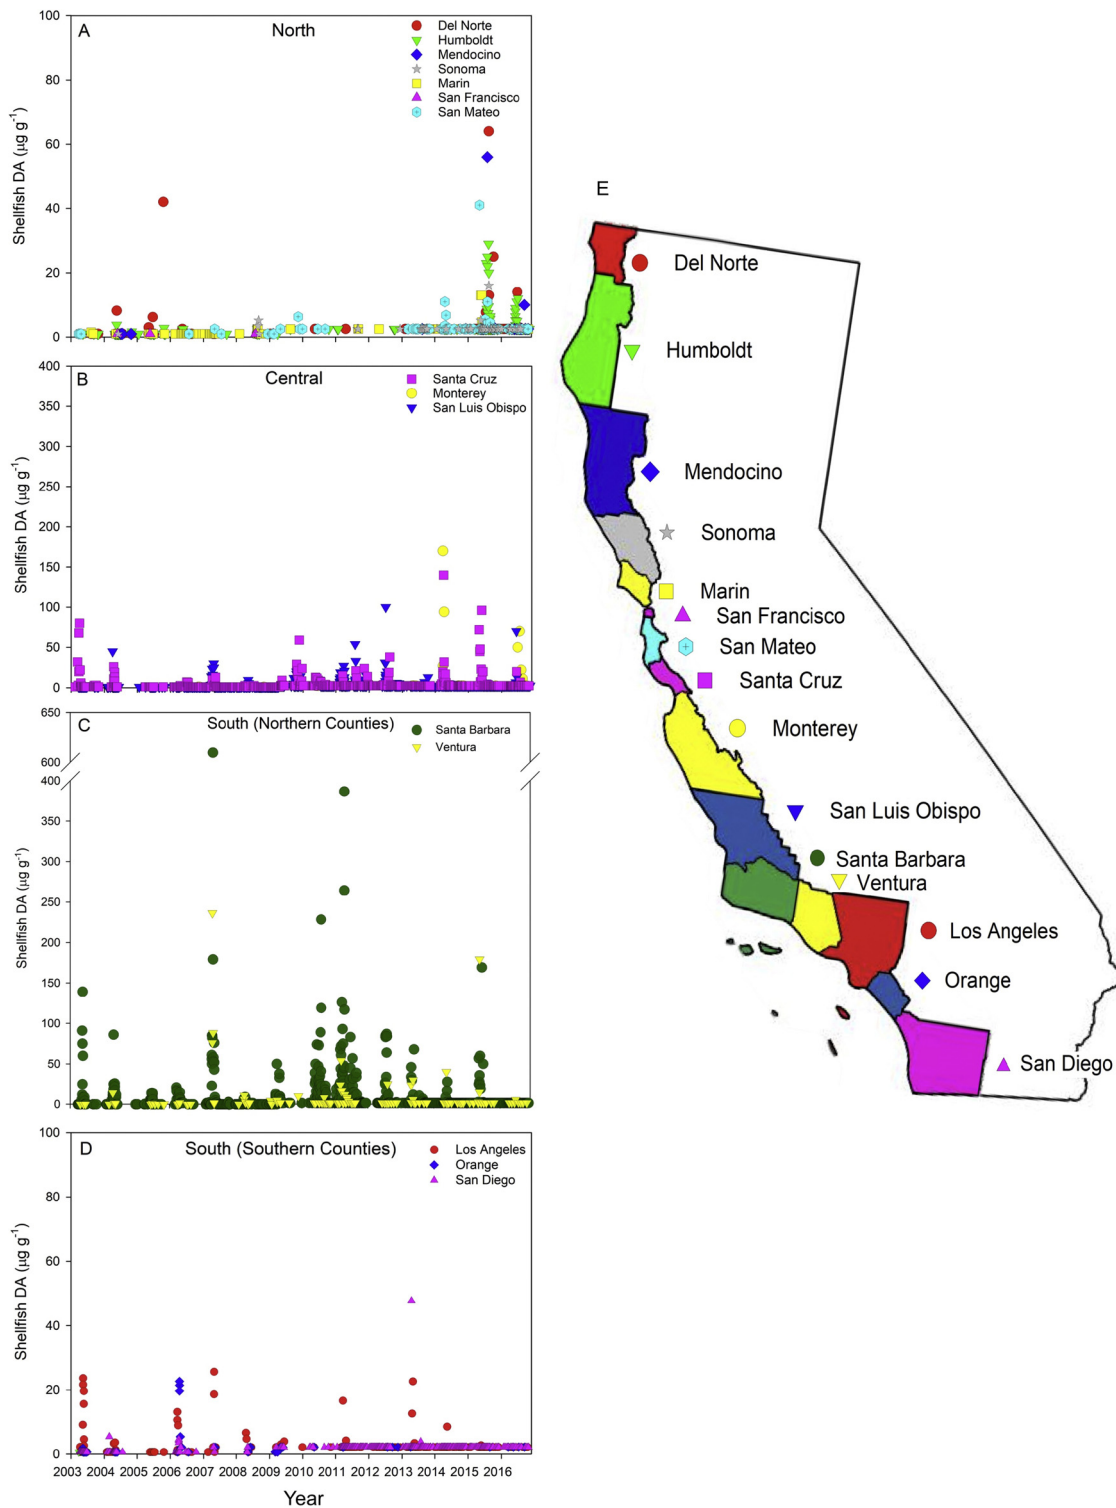 A
North
Del Norte
Humboldt
Mendocino
Sonoma
Marin
San Francisco
San Mateo
100
80
60
40
20
0
Shellfish DA (µg g-1)
B
Central
Santa Cruz
Monterey
San Luis Obispo
400
350
300
250
200
150
100
50
0
Shellfish DA (µg g-1)
C
South (Northern Counties)
Santa Barbara
Ventura
650
600
400
350
300
250
200
150
100
50
0
Shellfish DA (µg g-1)
D
South (Southern Counties)
Los Angeles
Orange
San Diego
100
80
60
40
20
0
Shellfish DA (µg g-1)
2003 2004 2005 2006 2007 2008 2009 2010 2011 2012 2013 2014 2015 2016
Year
E
Del Norte
Humboldt
Mendocino
Sonoma
Marin
San Francisco
San Mateo
Santa Cruz
Monterey
San Luis Obispo
Santa Barbara
Ventura
Los Angeles
Orange
San Diego